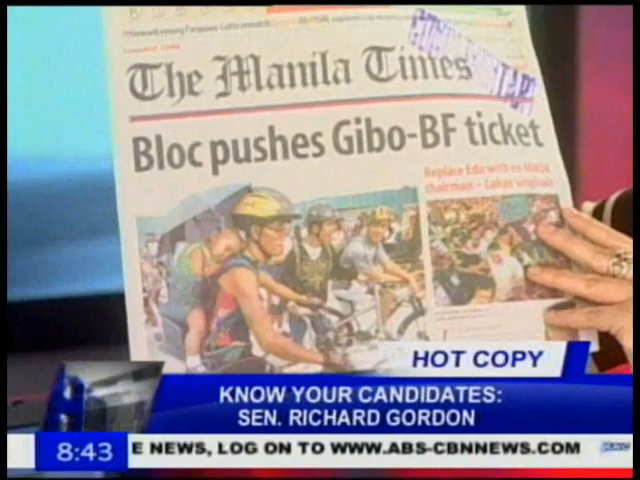 The Manila Times
Bloc pushes Gibo-BF ticket
Replace Edu with ex-MMDA
chairman – Lakas originals
HOT COPY
KNOW YOUR CANDIDATES:
SEN. RICHARD GORDON
8:43
E NEWS, LOG ON TO WWW.ABS-CBNNEWS.COM